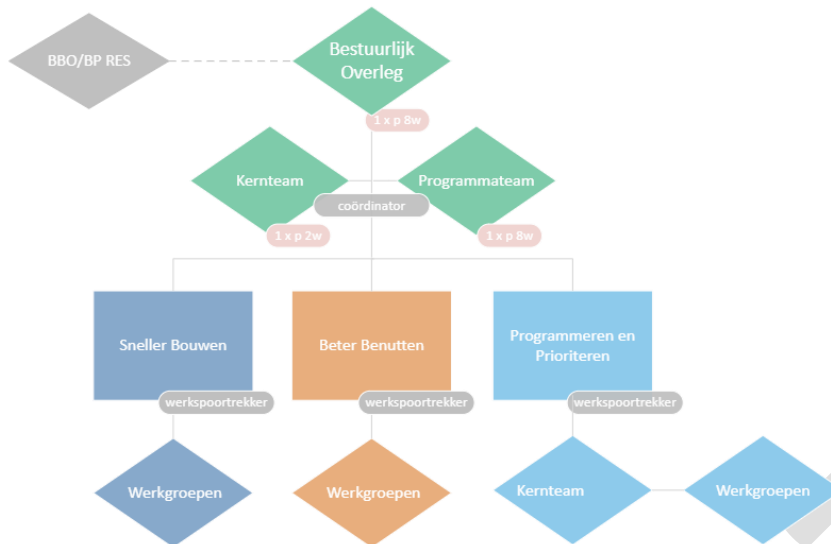 BBO/BP RES
Bestuurlijk
Overleg
1 x p 8w
Kernteam
Programmateam
coördinator
1 x p 2w
1 x p 8w
Sneller Bouwen
Beter Benutten
Programmeren en
Prioriteren
werkspoortrekker
werkspoortrekker
werkspoortrekker
Werkgroepen
Werkgroepen
Kernteam
Werkgroepen